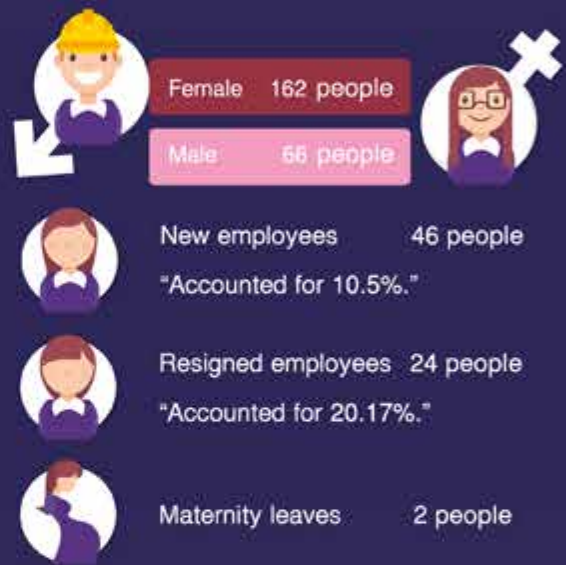 Female 162 people
Male 66 people
New employees 46 people
“Accounted for 10.5%.”
Resigned employees 24 people
“Accounted for 20.17%.”
Maternity leaves 2 people